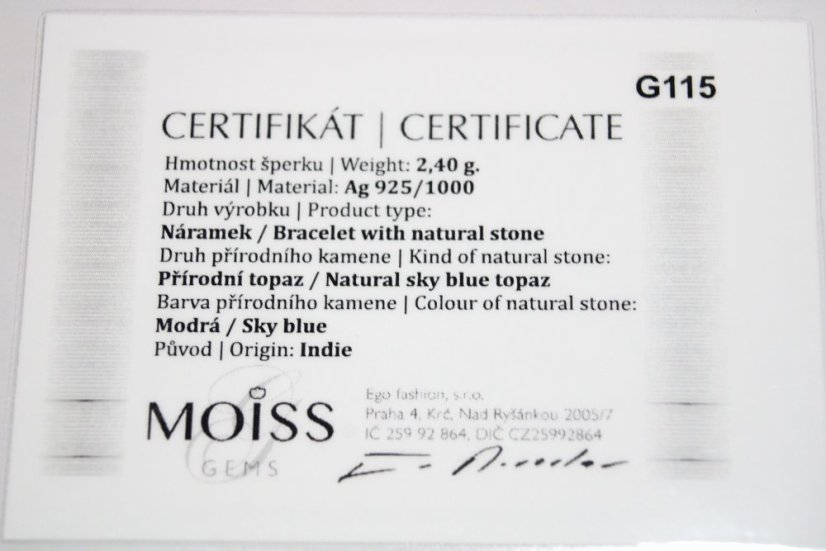 G115
CERTIFIKÁT | CERTIFICATE
Hmotnost šperku | Weight: 2,40 g.
Materiál | Material: Ag 925/1000
Druh výrobku | Product type:
Náramek / Bracelet with natural stone
Druh přírodního kamene | Kind of natural stone:
Přírodní topaz / Natural sky blue topaz
Barva přírodního kamene | Colour of natural stone:
Modrá / Sky blue
Původ | Origin: Indie
MOISS
GEMS
Ego fashion, s.r.o.
Praha 4, Krč, Nad Ryšánkou 2005/7
IČ 259 92 864, DIČ CZ25992864